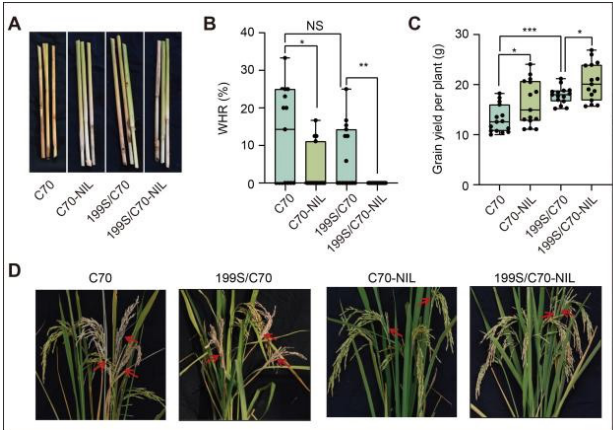 A
C70
C70-NIL
199S/C70
199S/C70-NIL
B
WHR (%)
40
30
20
10
0
NS
*
**
C70
C70-NIL
199S/C70
199S/C70-NIL
C
Grain yield per plant (g)
30
20
10
0
***
*
*
C70
C70-NIL
199S/C70
199S/C70-NIL
D
C70
199S/C70
C70-NIL
199S/C70-NIL